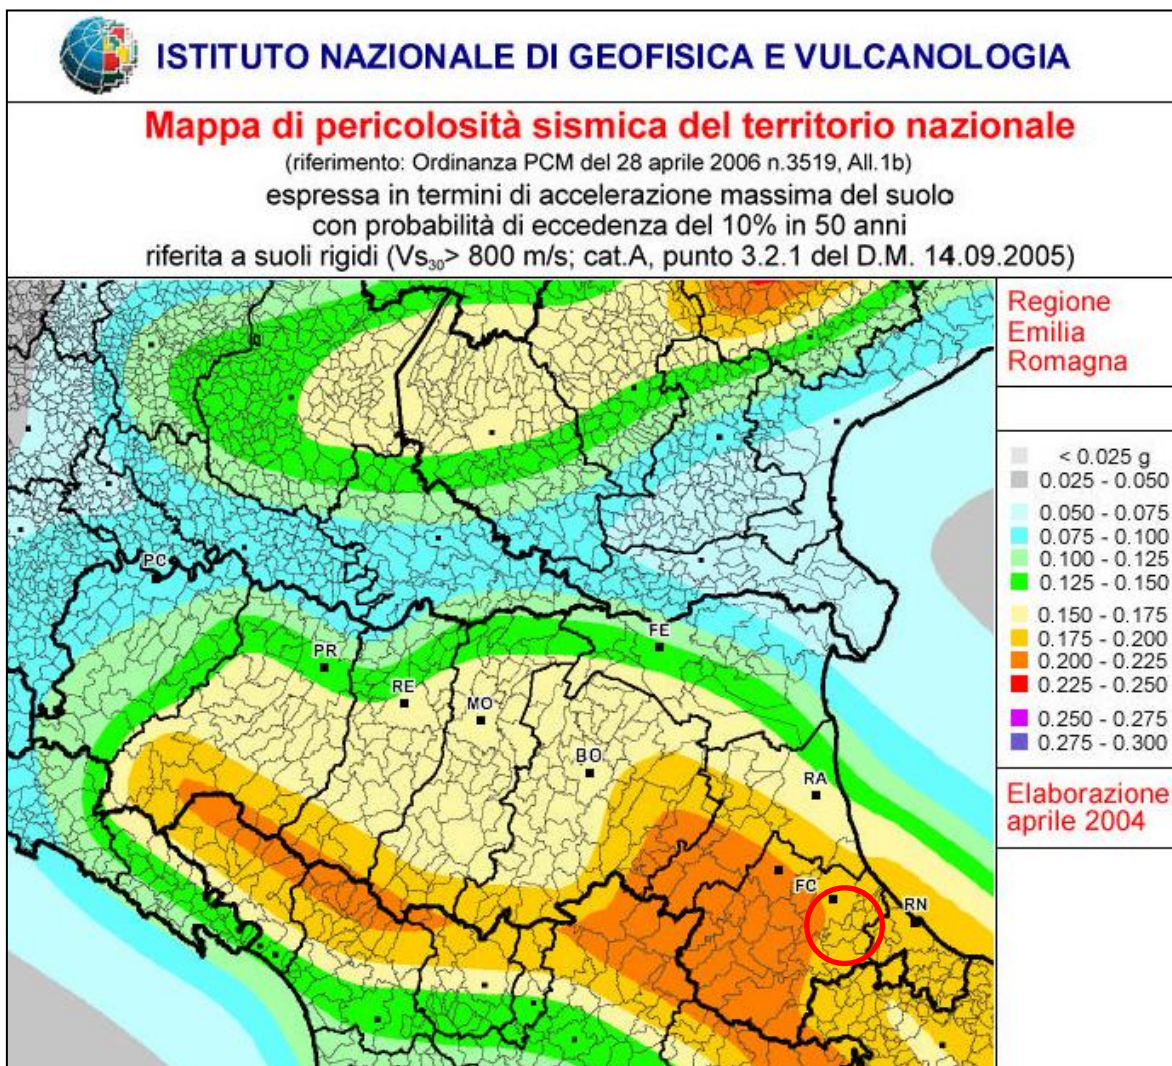 ISTITUTO NAZIONALE DI GEOFISICA E VULCANOLOGIA
Mappa di pericolosità sismica del territorio nazionale
(riferimento: Ordinanza PCM del 28 aprile 2006 n.3519, All.1b)
espressa in termini di accelerazione massima del suolo
con probabilità di eccedenza del 10% in 50 anni
riferita a suoli rigidi (Vs₃₀> 800 m/s; cat.A, punto 3.2.1 del D.M. 14.09.2005)
Regione
Emilia
Romagna
< 0.025 g
0.025 - 0.050
0.050 - 0.075
0.075 - 0.100
0.100 - 0.125
0.125 - 0.150
0.150 - 0.175
0.175 - 0.200
0.200 - 0.225
0.225 - 0.250
0.250 - 0.275
0.275 - 0.300
Elaborazione
aprile 2004
PC
PR
RE
MO
FE
BO
RA
FC
RN